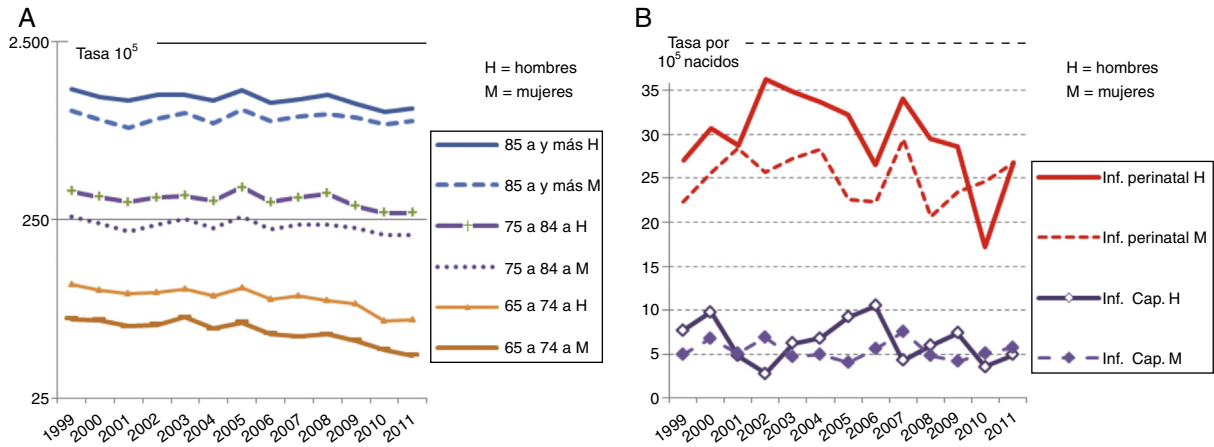 A
2.500
Tasa 10⁵
H = hombres
M = mujeres
85 a y más H
85 a y más M
75 a 84 a H
75 a 84 a M
65 a 74 a H
65 a 74 a M
250
25
1999 2000 2001 2002 2003 2004 2005 2006 2007 2008 2009 2010 2011
B
Tasa por
10⁵ nacidos
H = hombres
M = mujeres
35
30
25
20
15
10
5
0
Inf. perinatal H
Inf. perinatal M
Inf. Cap. H
Inf. Cap. M
1999 2000 2001 2002 2003 2004 2005 2006 2007 2008 2009 2010 2011